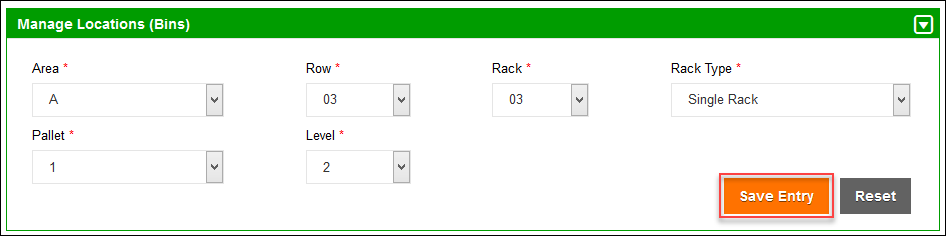 Manage Locations (Bins)
Area * Row * Rack * Rack Type *
A 03 03 Single Rack
Pallet * Level *
1 2
Save Entry Reset